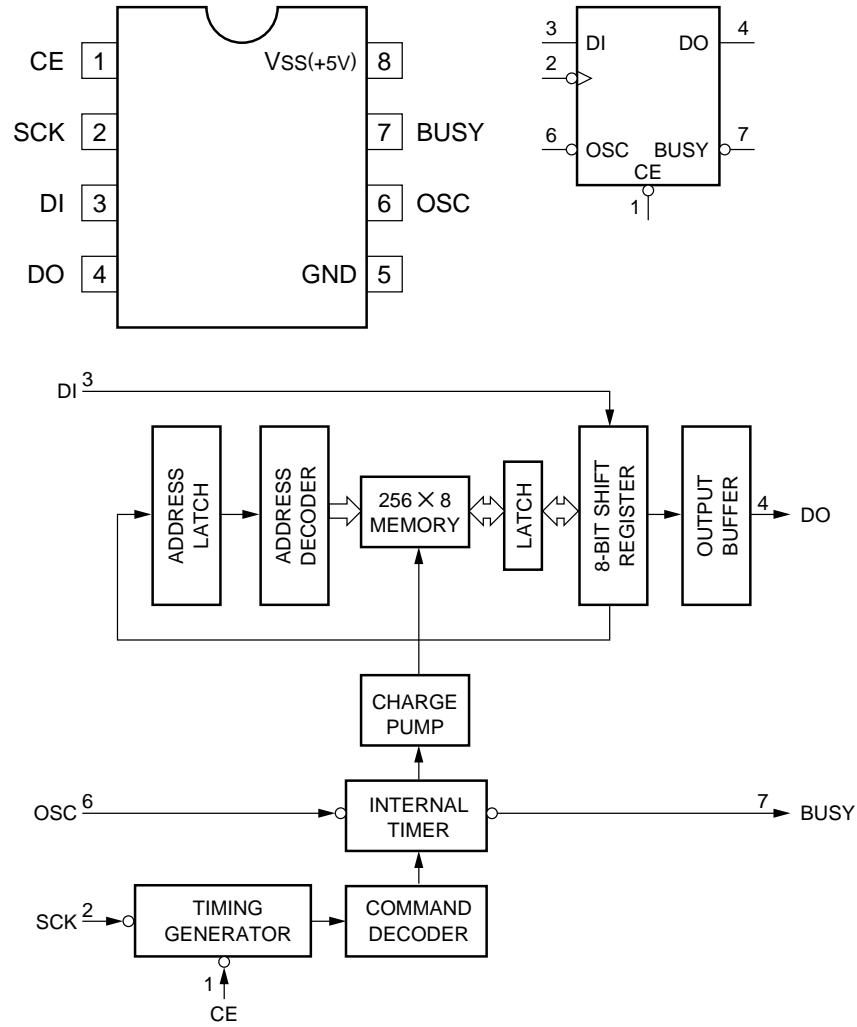 CE 1 VSS(+5V) 8
SCK 2 7 BUSY
DI 3 6 OSC
DO 4 GND 5
3 DI DO 4
2
6 OSC BUSY 7
CE
1
DI 3
ADDRESS
LATCH
ADDRESS
DECODER
256 × 8
MEMORY
LATCH
8-BIT SHIFT
REGISTER
OUTPUT
BUFFER
4 DO
CHARGE
PUMP
OSC 6
INTERNAL
TIMER
7 BUSY
SCK 2
TIMING
GENERATOR
COMMAND
DECODER
1
CE